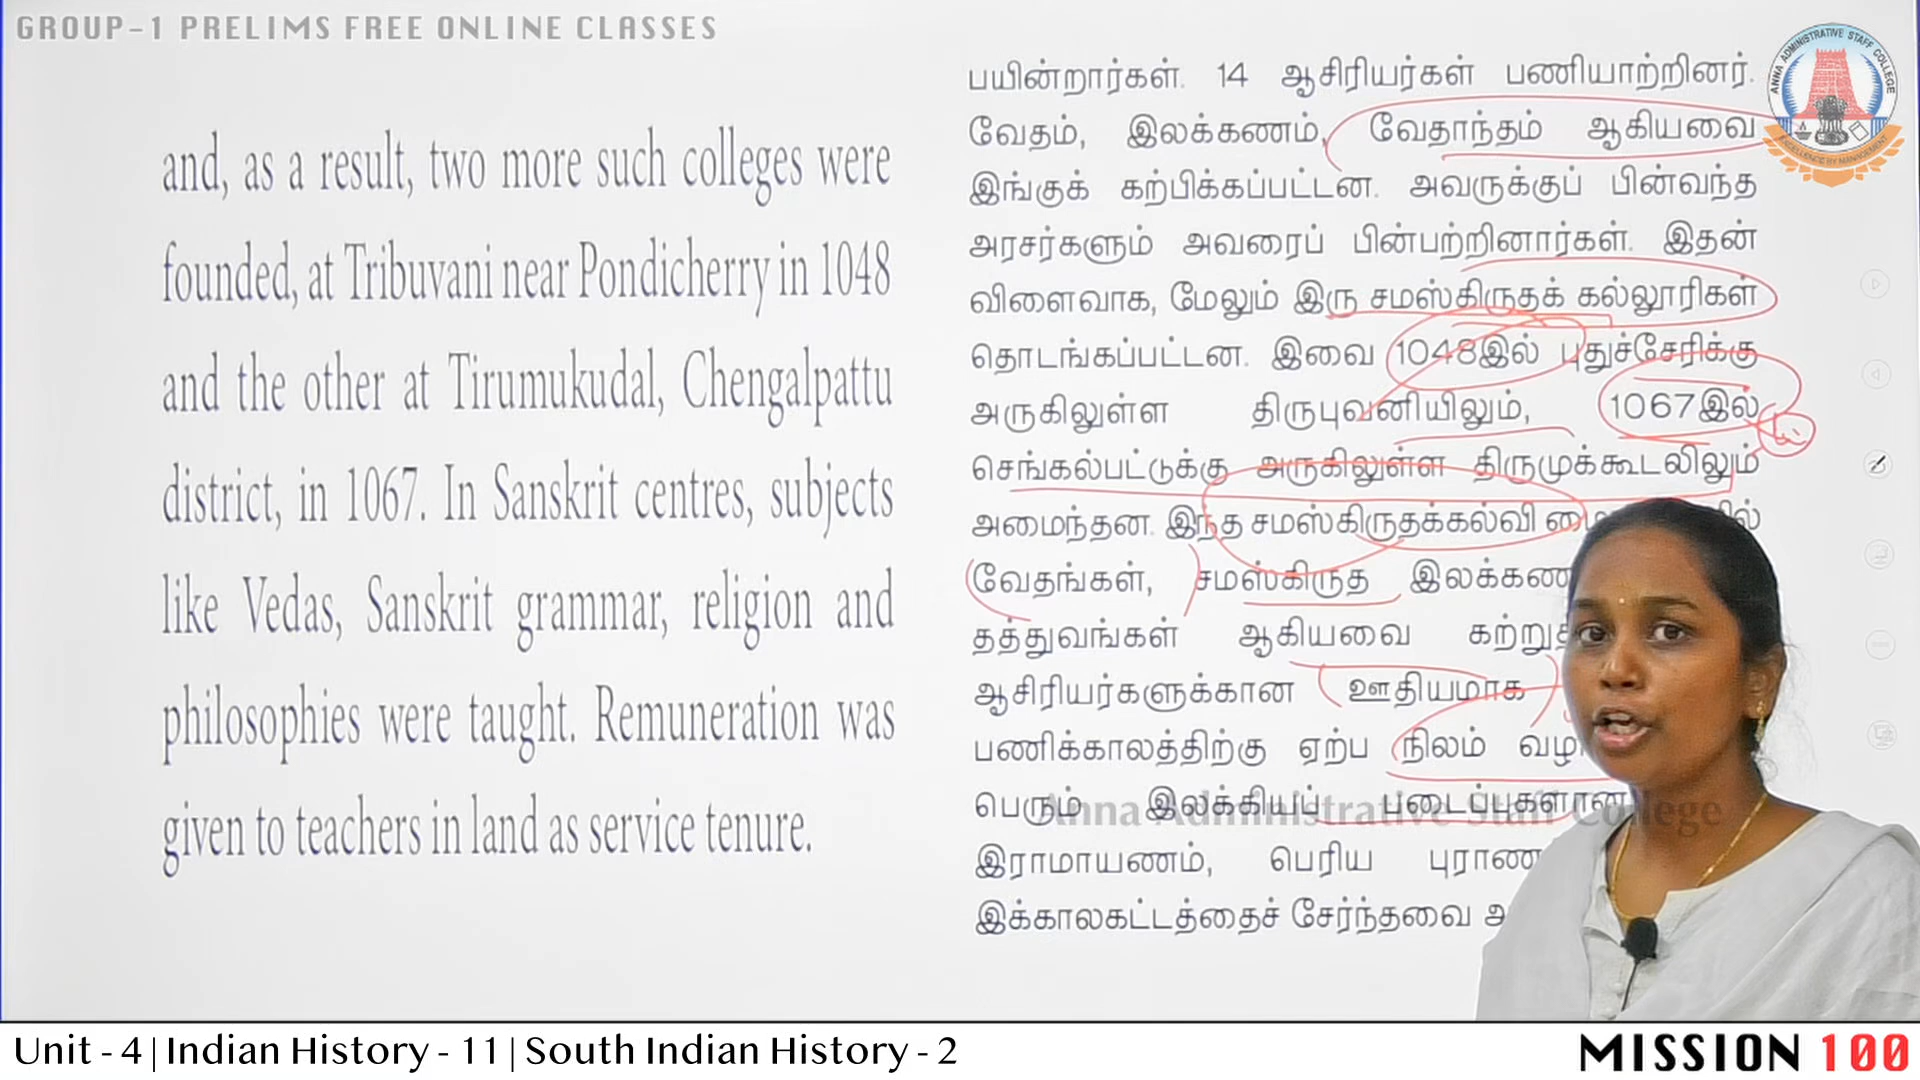 GROUP-1 PRELIMS FREE ONLINE CLASSES
and, as a result, two more such colleges were
founded, at Tribuvani near Pondicherry in 1048
and the other at Tirumukudal, Chengalpattu
district, in 1067. In Sanskrit centres, subjects
like Vedas, Sanskrit grammar, religion and
philosophies were taught. Remuneration was
given to teachers in land as service tenure.
பயின்றார்கள். 14 ஆசிரியர்கள் பணியாற்றினர்.
வேதம், இலக்கணம், வேதாந்தம் ஆகியவை
இங்குக் கற்பிக்கப்பட்டன. அவருக்குப் பின்வந்த
அரசர்களும் அவரைப் பின்பற்றினார்கள். இதன்
விளைவாக, மேலும் இரு சமஸ்கிருதக் கல்லூரிகள்
தொடங்கப்பட்டன. இவை 1048இல் புதுச்சேரிக்கு
அருகிலுள்ள திருபுவனியிலும், 1067இல்
செங்கல்பட்டுக்கு அருகிலுள்ள திருமுக்கூடலிலும்
அமைந்தன. இந்த சமஸ்கிருதக்கல்வி
வேதங்கள், சமஸ்கிருத
தத்துவங்கள் ஆகியவை
ஆசிரியர்களுக்கான ஊதியமாக
பணிக்காலத்திற்கு ஏற்ப நிலம்
பெரும் இலக்கியப் படைப்புகளான
இராமாயணம், பெரிய
இக்காலகட்டத்தைச் சேர்ந்தவை
Anna Administrative Staff College
ANNA ADMINISTRATIVE STAFF COLLEGE
EXCELLENCE BY MANAGEMENT
Unit - 4 | Indian History - 11 | South Indian History - 2
MISSION 100